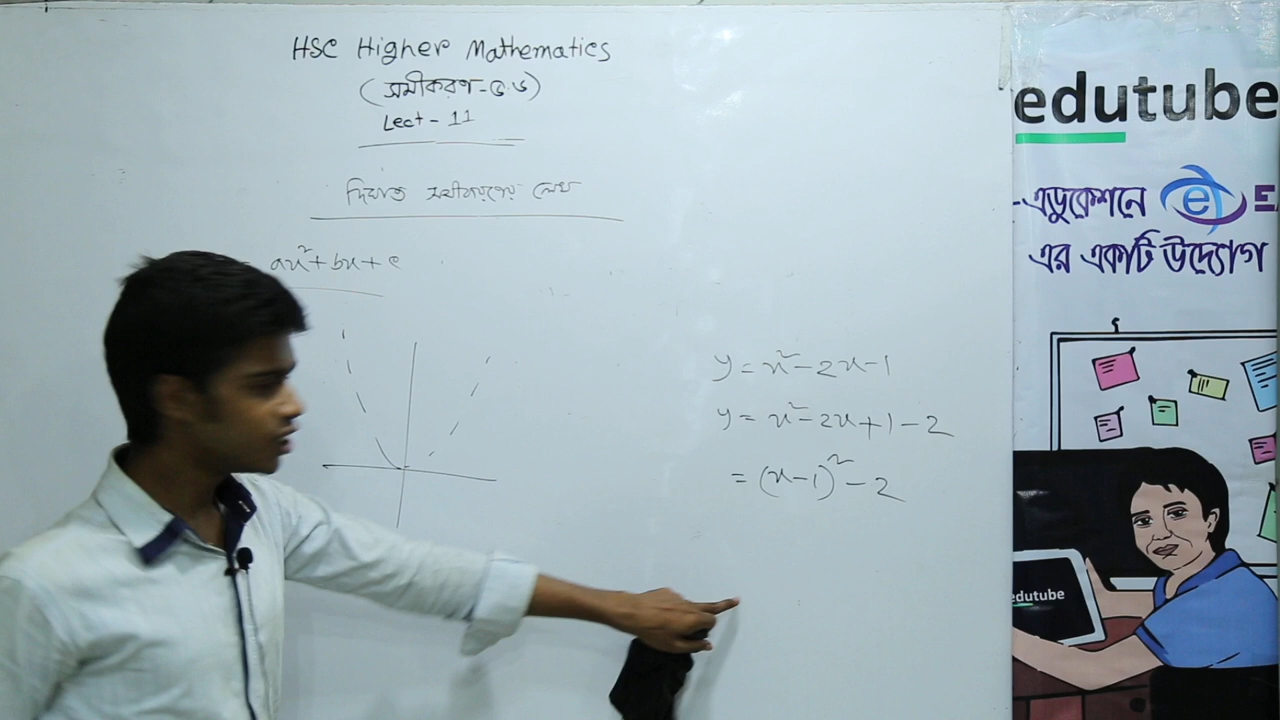 HSC Higher Mathematics
(সমীকরণ-৫.৬)
Lect - 11
দ্বিঘাত সমীকরণের লেখ
ax²+bx+c
y = x²-2x-1
y = x²-2x+1-2
= (x-1)²-2
edutube
-এডুকেশনে e E
এর একটি উদ্যোগ
edutube